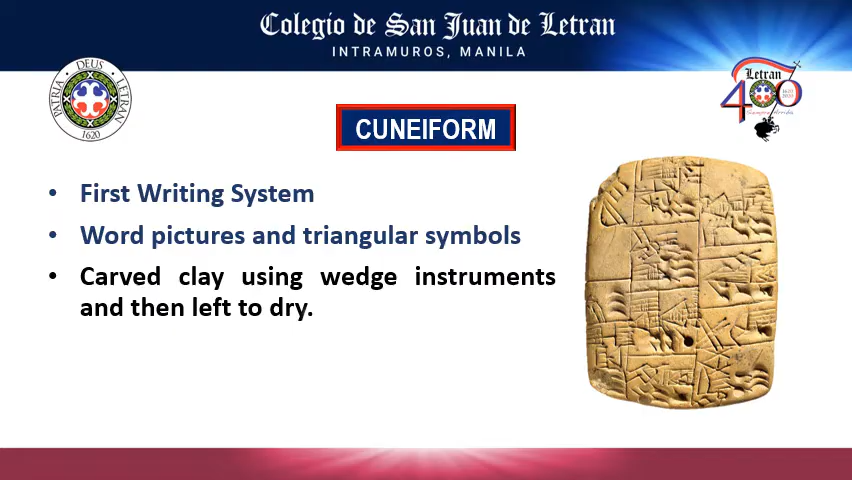 Colegio de San Juan de Letran
INTRAMUROS, MANILA
DEUS PATRIA LETRAN
1620
Letran
400
CUNEIFORM
• First Writing System
• Word pictures and triangular symbols
• Carved clay using wedge instruments
and then left to dry.